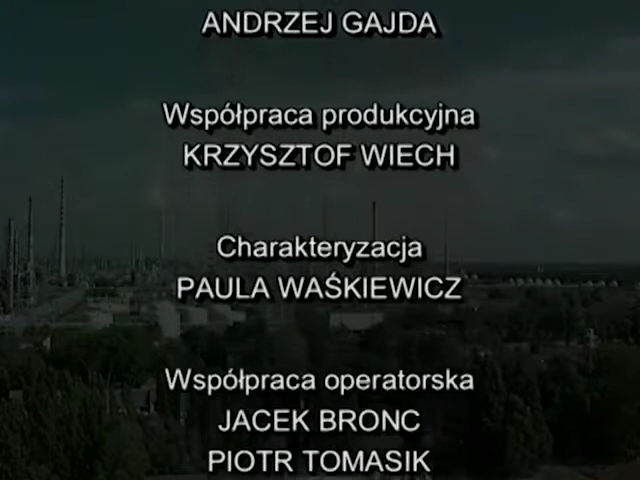 ANDRZEJ GAJDA
Współpraca produkcyjna
KRZYSZTOF WIECH
Charakteryzacja
PAULA WAŚKIEWICZ
Współpraca operatorska
JACEK BRONC
PIOTR TOMASIK